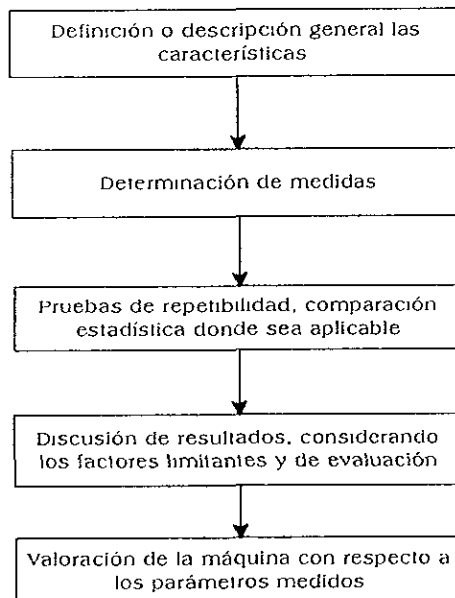 Definición o descripción general las
características
Determinación de medidas
Pruebas de repetibilidad, comparación
estadística donde sea aplicable
Discusión de resultados, considerando
los factores limitantes y de evaluación
Valoración de la máquina con respecto a
los parámetros medidos